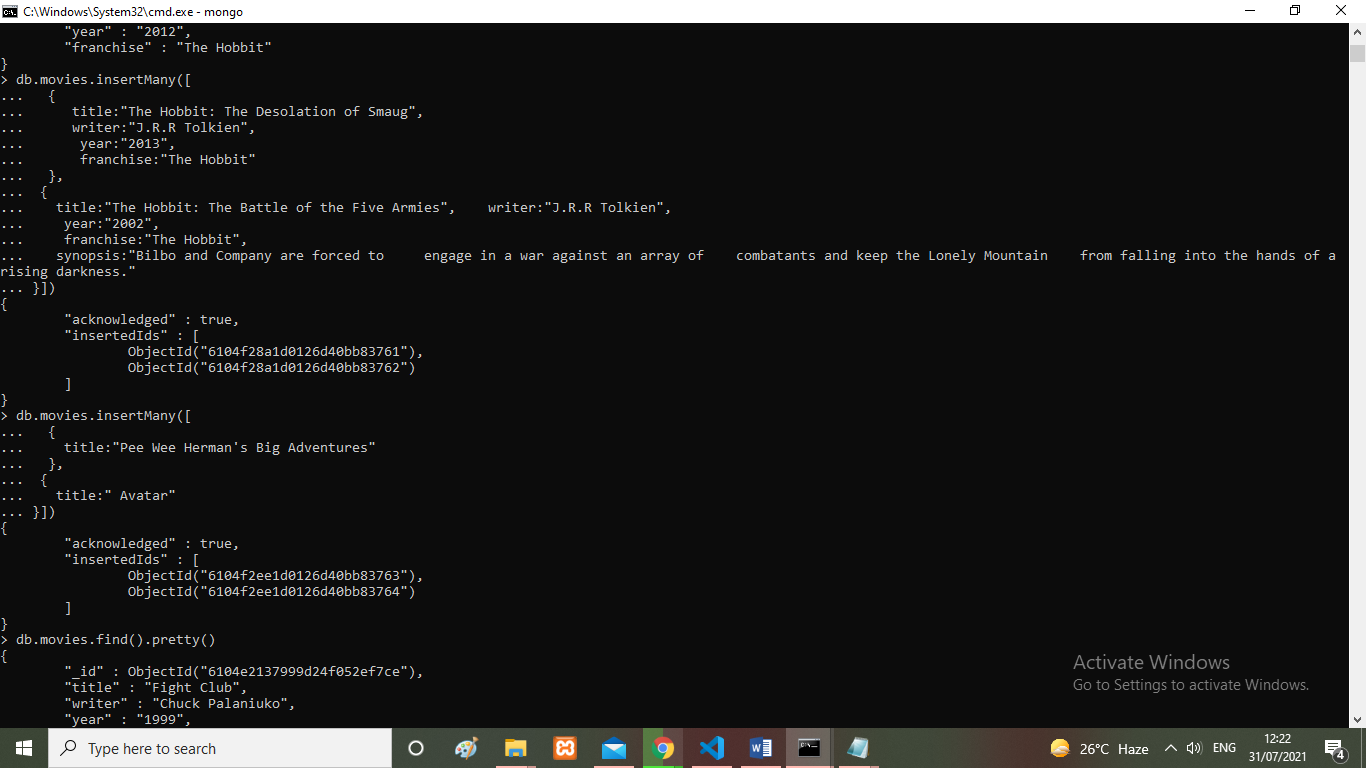 C:\Windows\System32\cmd.exe - mongo
        "year" : "2012",
        "franchise" : "The Hobbit"
}
> db.movies.insertMany([
...   {
...      title:"The Hobbit: The Desolation of Smaug",
...      writer:"J.R.R Tolkien",
...       year:"2013",
...       franchise:"The Hobbit"
...   },
...  {
...    title:"The Hobbit: The Battle of the Five Armies",    writer:"J.R.R Tolkien",
...     year:"2002",
...     franchise:"The Hobbit",
...    synopsis:"Bilbo and Company are forced to     engage in a war against an array of    combatants and keep the Lonely Mountain    from falling into the hands of a
rising darkness."
... }])
{
        "acknowledged" : true,
        "insertedIds" : [
                ObjectId("6104f28a1d0126d40bb83761"),
                ObjectId("6104f28a1d0126d40bb83762")
        ]
}
> db.movies.insertMany([
...   {
...     title:"Pee Wee Herman's Big Adventures"
...   },
...  {
...    title:" Avatar"
... }])
{
        "acknowledged" : true,
        "insertedIds" : [
                ObjectId("6104f2ee1d0126d40bb83763"),
                ObjectId("6104f2ee1d0126d40bb83764")
        ]
}
> db.movies.find().pretty()
{
        "_id" : ObjectId("6104e2137999d24f052ef7ce"),
        "title" : "Fight Club",
        "writer" : "Chuck Palaniuko",
        "year" : "1999",
Activate Windows
Go to Settings to activate Windows.
Type here to search
26°C Haze
ENG
12:22
31/07/2021
4